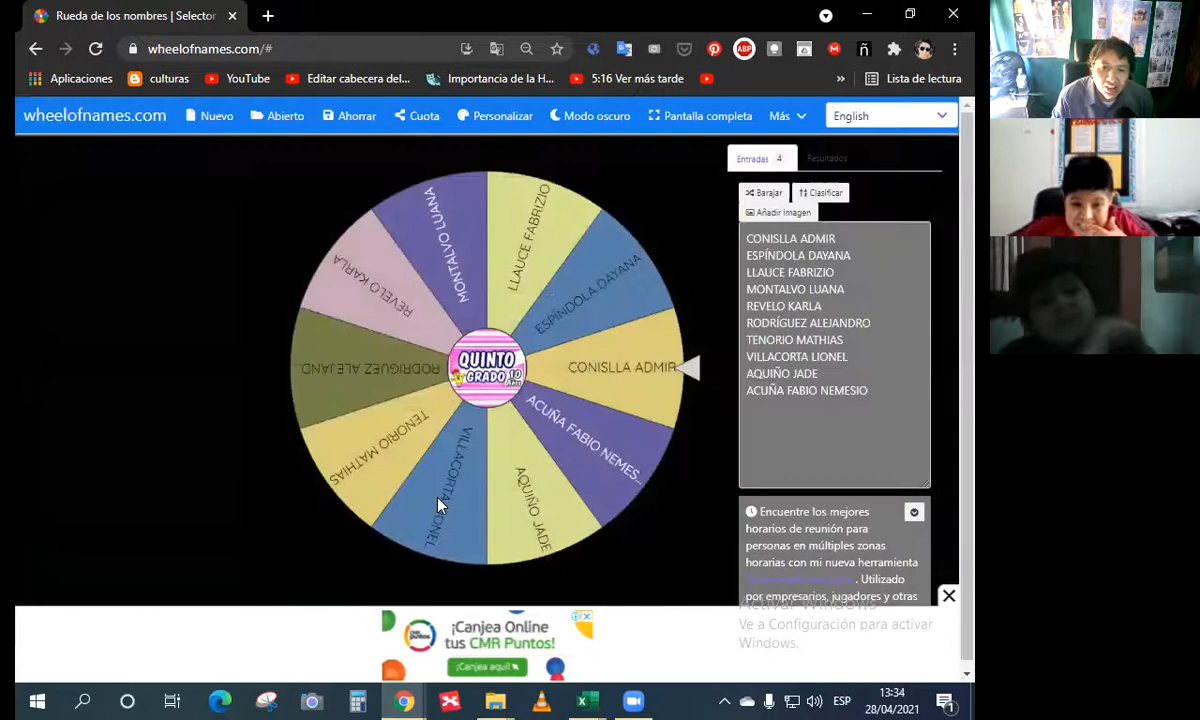 Rueda de los nombres | Selector
wheelofnames.com/#
Aplicaciones culturas YouTube Editar cabecera del... Importancia de la H... 5:16 Ver más tarde » Lista de lectura
wheelofnames.com Nuevo Abierto Ahorrar Cuota Personalizar Modo oscuro Pantalla completa Más English
Entradas 4 Resultados
Barajar Clasificar
Añadir imagen
CONISLLA ADMIR
ESPÍNDOLA DAYANA
LLAUCE FABRIZIO
MONTALVO LUANA
REVELO KARLA
RODRÍGUEZ ALEJANDRO
TENORIO MATHIAS
VILLACORTA LIONEL
AQUIÑO JADE
ACUÑA FABIO NEMESIO
MONTALVO LUANA
LLAUCE FABRIZIO
ESPÍNDOLA DAYANA
CONISLLA ADMIR
ACUÑA FABIO NEMES...
AQUIÑO JADE
VILLACORTA LIONEL
TENORIO MATHIAS
RODRÍGUEZ ALEJAND
REVELO KARLA
QUINTO
GRADO 10
Encuentre los mejores
horarios de reunión para
personas en múltiples zonas
horarias con mi nueva herramienta
. Utilizado
por empresarios, jugadores y otras
Activar Windows
Ve a Configuración para activar
Windows.
¡Canjea Online
tus CMR Puntos!
¡Canjea aquí!
CMR
ABP
ñ
ESP
13:34
28/04/2021
1